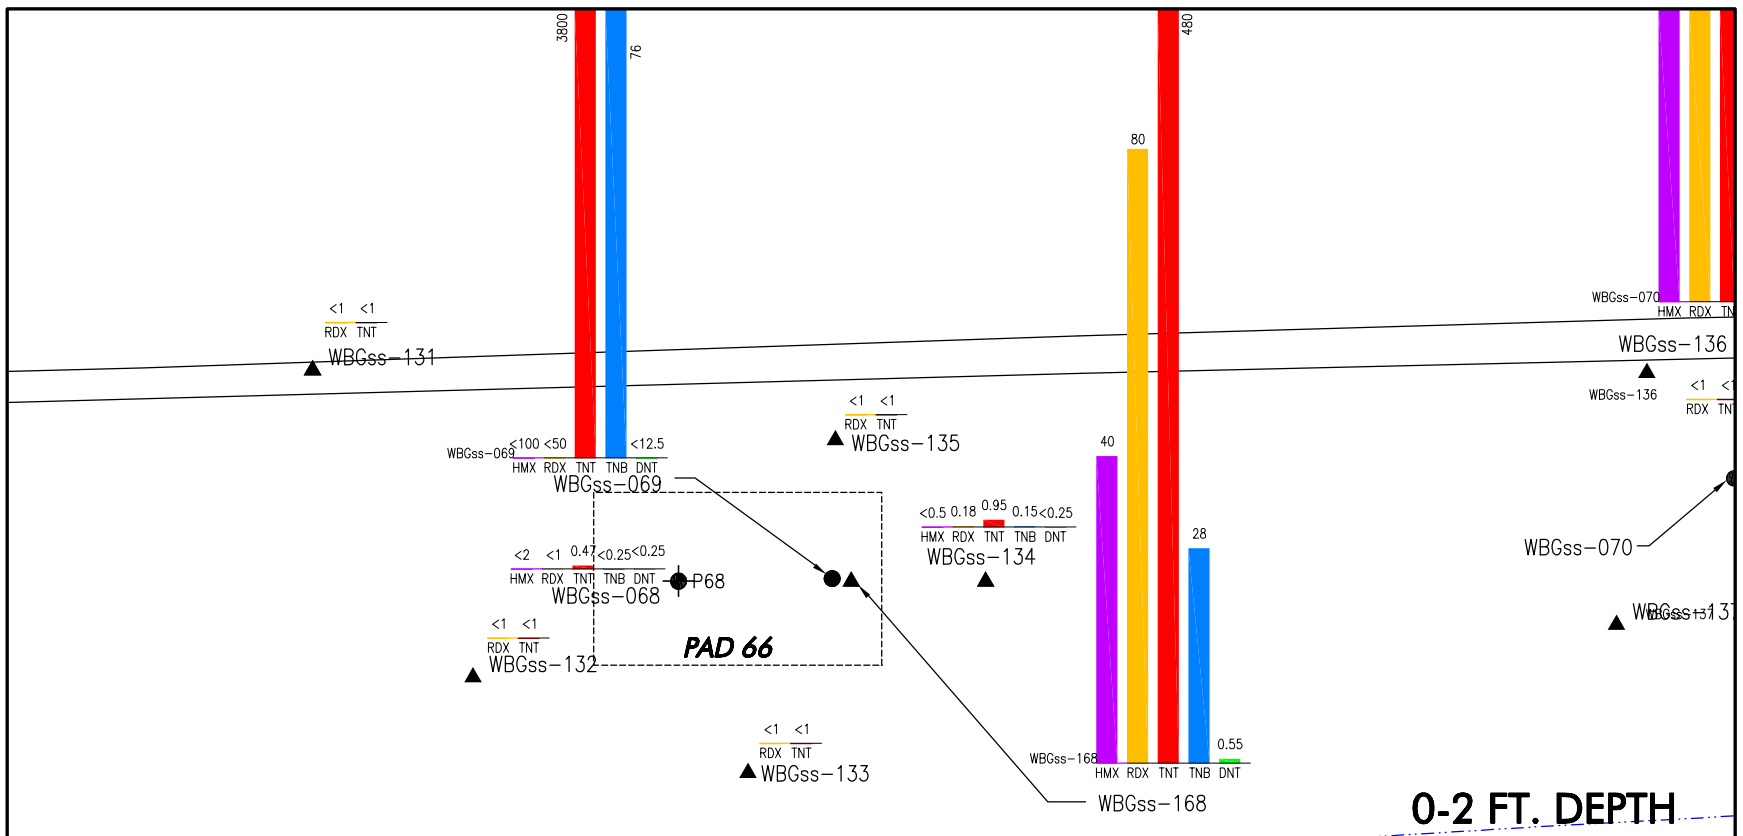 3800
76
480
80
WBGss-070
HMX RDX TN
<1 <1
RDX TNT
WBGss-131
WBGss-136
WBGss-136
<1 <1
RDX TNT
<1 <1
RDX TNT
WBGss-135
WBGss-069
<100 <50 <12.5
HMX RDX TNT TNB DNT
WBGss-069
40
<0.5 0.18 0.95 0.15 <0.25
HMX RDX TNT TNB DNT
WBGss-134
28
WBGss-070
<2 <1 0.47 <0.25 <0.25
HMX RDX TNT TNB DNT
P68
WBGss-068
WBGss-137
WBGss-137
<1 <1
RDX TNT
WBGss-132
PAD 66
<1 <1
RDX TNT
WBGss-133
0.55
WBGss-168
HMX RDX TNT TNB DNT
WBGss-168
0-2 FT. DEPTH